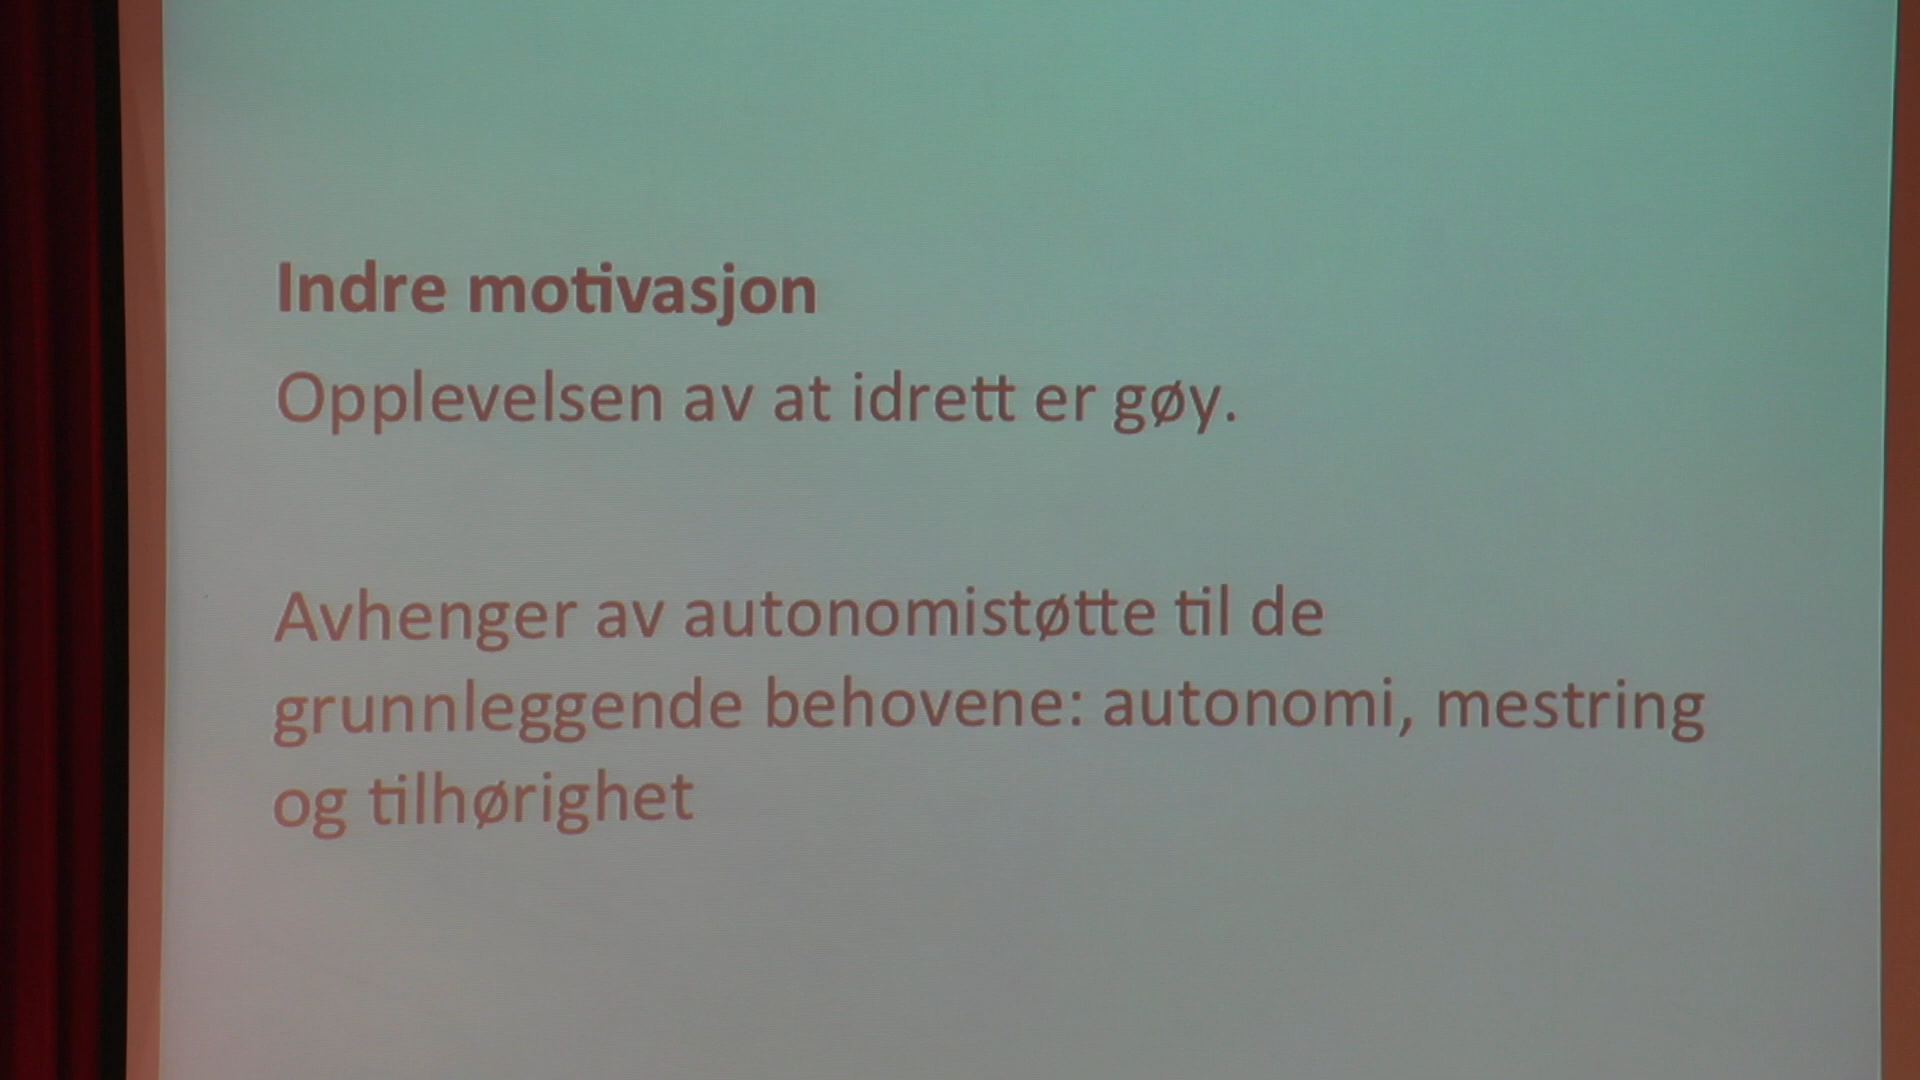 Indre motivasjon
Opplevelsen av at idrett er gøy.
Avhenger av autonomistøtte til de
grunnleggende behovene: autonomi, mestring
og tilhørighet